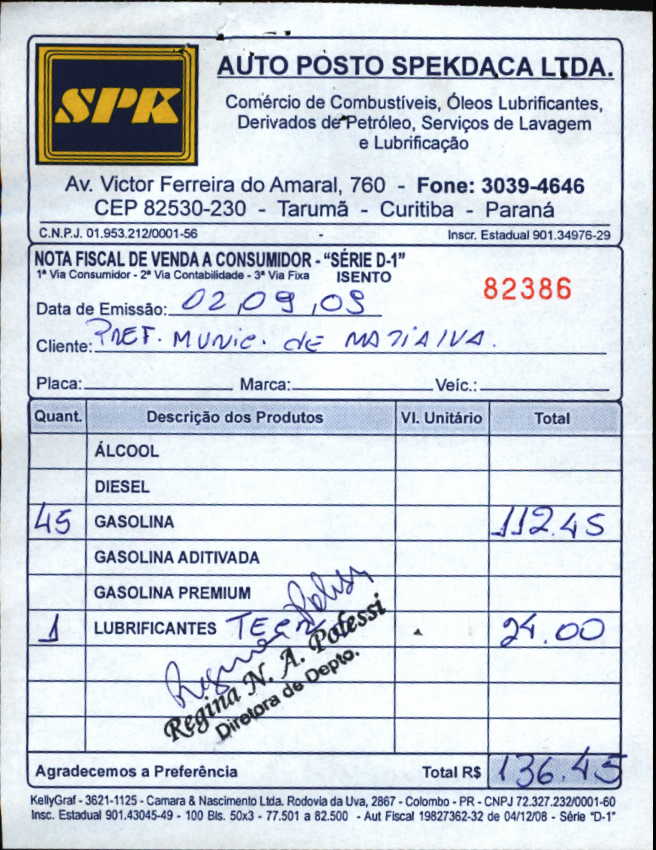 SPK
AUTO POSTO SPEKDACA LTDA.
Comércio de Combustíveis, Óleos Lubrificantes,
Derivados de Petróleo, Serviços de Lavagem
e Lubrificação
Av. Victor Ferreira do Amaral, 760 - Fone: 3039-4646
CEP 82530-230 - Tarumã - Curitiba - Paraná
C.N.P.J. 01.953.212/0001-56 - Inscr. Estadual 901.34976-29
NOTA FISCAL DE VENDA A CONSUMIDOR - "SÉRIE D-1"
1ª Via Consumidor - 2ª Via Contabilidade - 3ª Via Fixa ISENTO
82386
Data de Emissão: 02,09,09
Cliente: PREF. MUNIC. de MARIALVA.
Placa: Marca: Veíc.:
Quant. Descrição dos Produtos Vl. Unitário Total
ÁLCOOL
DIESEL
45 GASOLINA 112.45
GASOLINA ADITIVADA
GASOLINA PREMIUM
1 LUBRIFICANTES 24.00
Regina N. A. Potessi
Diretora de Depto.
Agradecemos a Preferência Total R$ 136.45
KellyGraf - 3621-1125 - Camara & Nascimento Ltda. Rodovia da Uva, 2867 - Colombo - PR - CNPJ 72.327.232/0001-60
Insc. Estadual 901.43045-49 - 100 Bls. 50x3 - 77.501 a 82.500 - Aut Fiscal 19827362-32 de 04/12/08 - Série "D-1"